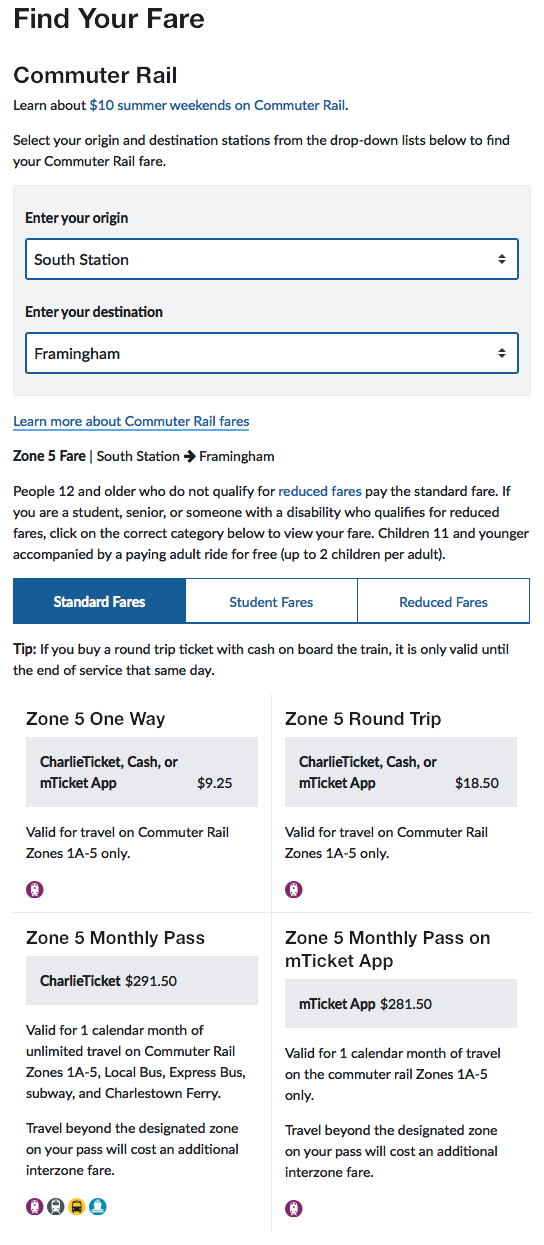 Find Your Fare
Commuter Rail
Learn about $10 summer weekends on Commuter Rail.
Select your origin and destination stations from the drop-down lists below to find
your Commuter Rail fare.
Enter your origin
South Station
Enter your destination
Framingham
Learn more about Commuter Rail fares
Zone 5 Fare | South Station → Framingham
People 12 and older who do not qualify for reduced fares pay the standard fare. If
you are a student, senior, or someone with a disability who qualifies for reduced
fares, click on the correct category below to view your fare. Children 11 and younger
accompanied by a paying adult ride for free (up to 2 children per adult).
Standard Fares
Student Fares
Reduced Fares
Tip: If you buy a round trip ticket with cash on board the train, it is only valid until
the end of service that same day.
Zone 5 One Way
CharlieTicket, Cash, or
mTicket App $9.25
Valid for travel on Commuter Rail
Zones 1A-5 only.
Zone 5 Round Trip
CharlieTicket, Cash, or
mTicket App $18.50
Valid for travel on Commuter Rail
Zones 1A-5 only.
Zone 5 Monthly Pass
CharlieTicket $291.50
Valid for 1 calendar month of
unlimited travel on Commuter Rail
Zones 1A-5, Local Bus, Express Bus,
subway, and Charlestown Ferry.
Travel beyond the designated zone
on your pass will cost an additional
interzone fare.
Zone 5 Monthly Pass on
mTicket App
mTicket App $281.50
Valid for 1 calendar month of travel
on the commuter rail Zones 1A-5
only.
Travel beyond the designated zone
on your pass will cost an additional
interzone fare.